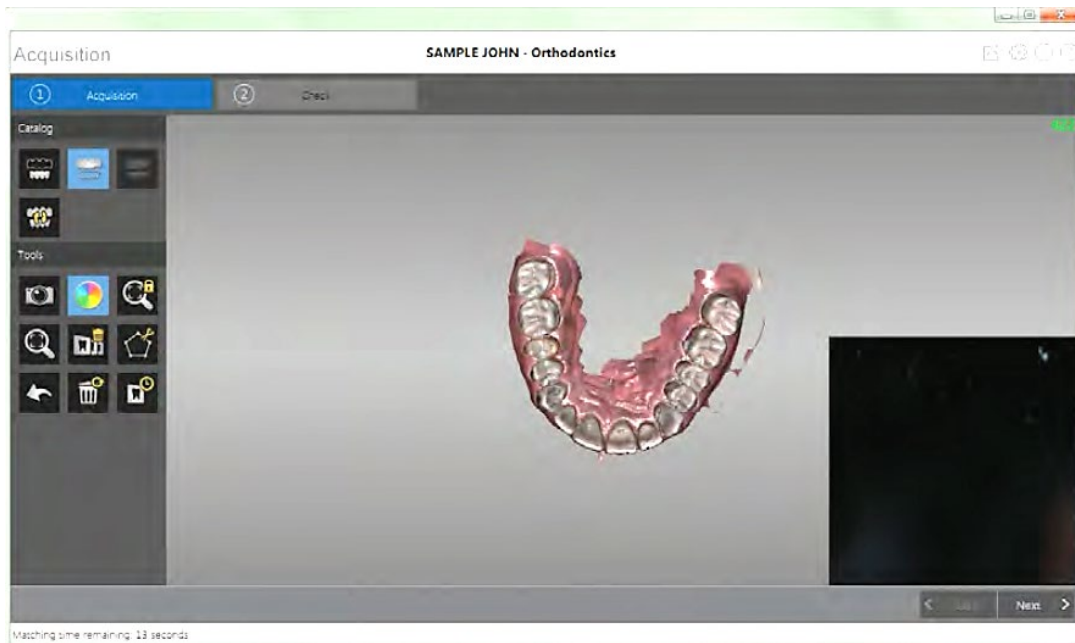 Acquisition
SAMPLE JOHN - Orthodontics
1 Acquisition
2 Check
Catalog
Tools
Next
Matching time remaining: 13 seconds